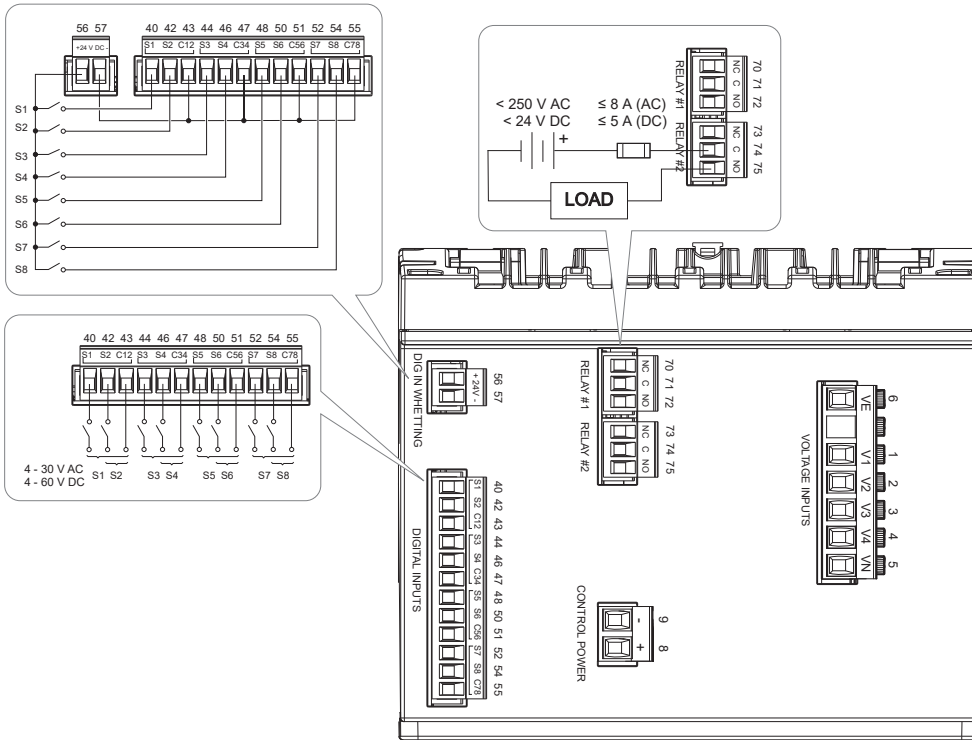 56 57
+24 V DC -
40 42 43 44 46 47 48 50 51 52 54 55
S1 S2 C12 S3 S4 C34 S5 S6 C56 S7 S8 C78
S1
S2
S3
S4
S5
S6
S7
S8
< 250 V AC
< 24 V DC
+
≤ 8 A (AC)
≤ 5 A (DC)
LOAD
RELAY #1
NC C NO
70 71 72
RELAY #2
NC C NO
73 74 75
40 42 43 44 46 47 48 50 51 52 54 55
S1 S2 C12 S3 S4 C34 S5 S6 C56 S7 S8 C78
4 - 30 V AC
4 - 60 V DC
S1 S2 S3 S4 S5 S6 S7 S8
DIG IN WHETTING
+ 24V -
56 57
RELAY #1
NC C NO
70 71 72
RELAY #2
NC C NO
73 74 75
DIGITAL INPUTS
S1 S2 C12 S3 S4 C34 S5 S6 C56 S7 S8 C78
40 42 43 44 46 47 48 50 51 52 54 55
CONTROL POWER
- +
9 8
VOLTAGE INPUTS
VE V1 V2 V3 V4 VN
6 1 2 3 4 5